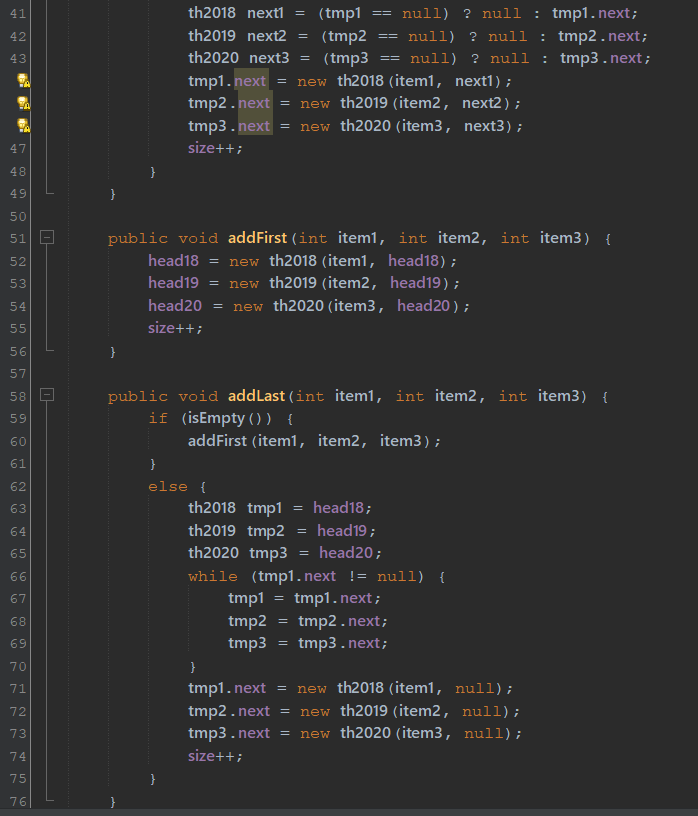 41 th2018 next1 = (tmp1 == null) ? null : tmp1.next;
42 th2019 next2 = (tmp2 == null) ? null : tmp2.next;
43 th2020 next3 = (tmp3 == null) ? null : tmp3.next;
tmp1.next = new th2018(item1, next1);
tmp2.next = new th2019(item2, next2);
tmp3.next = new th2020(item3, next3);
47 size++;
48 }
49 }
50
51 public void addFirst(int item1, int item2, int item3) {
52 head18 = new th2018(item1, head18);
53 head19 = new th2019(item2, head19);
54 head20 = new th2020(item3, head20);
55 size++;
56 }
57
58 public void addLast(int item1, int item2, int item3) {
59 if (isEmpty()) {
60 addFirst(item1, item2, item3);
61 }
62 else {
63 th2018 tmp1 = head18;
64 th2019 tmp2 = head19;
65 th2020 tmp3 = head20;
66 while (tmp1.next != null) {
67 tmp1 = tmp1.next;
68 tmp2 = tmp2.next;
69 tmp3 = tmp3.next;
70 }
71 tmp1.next = new th2018(item1, null);
72 tmp2.next = new th2019(item2, null);
73 tmp3.next = new th2020(item3, null);
74 size++;
75 }
76 }